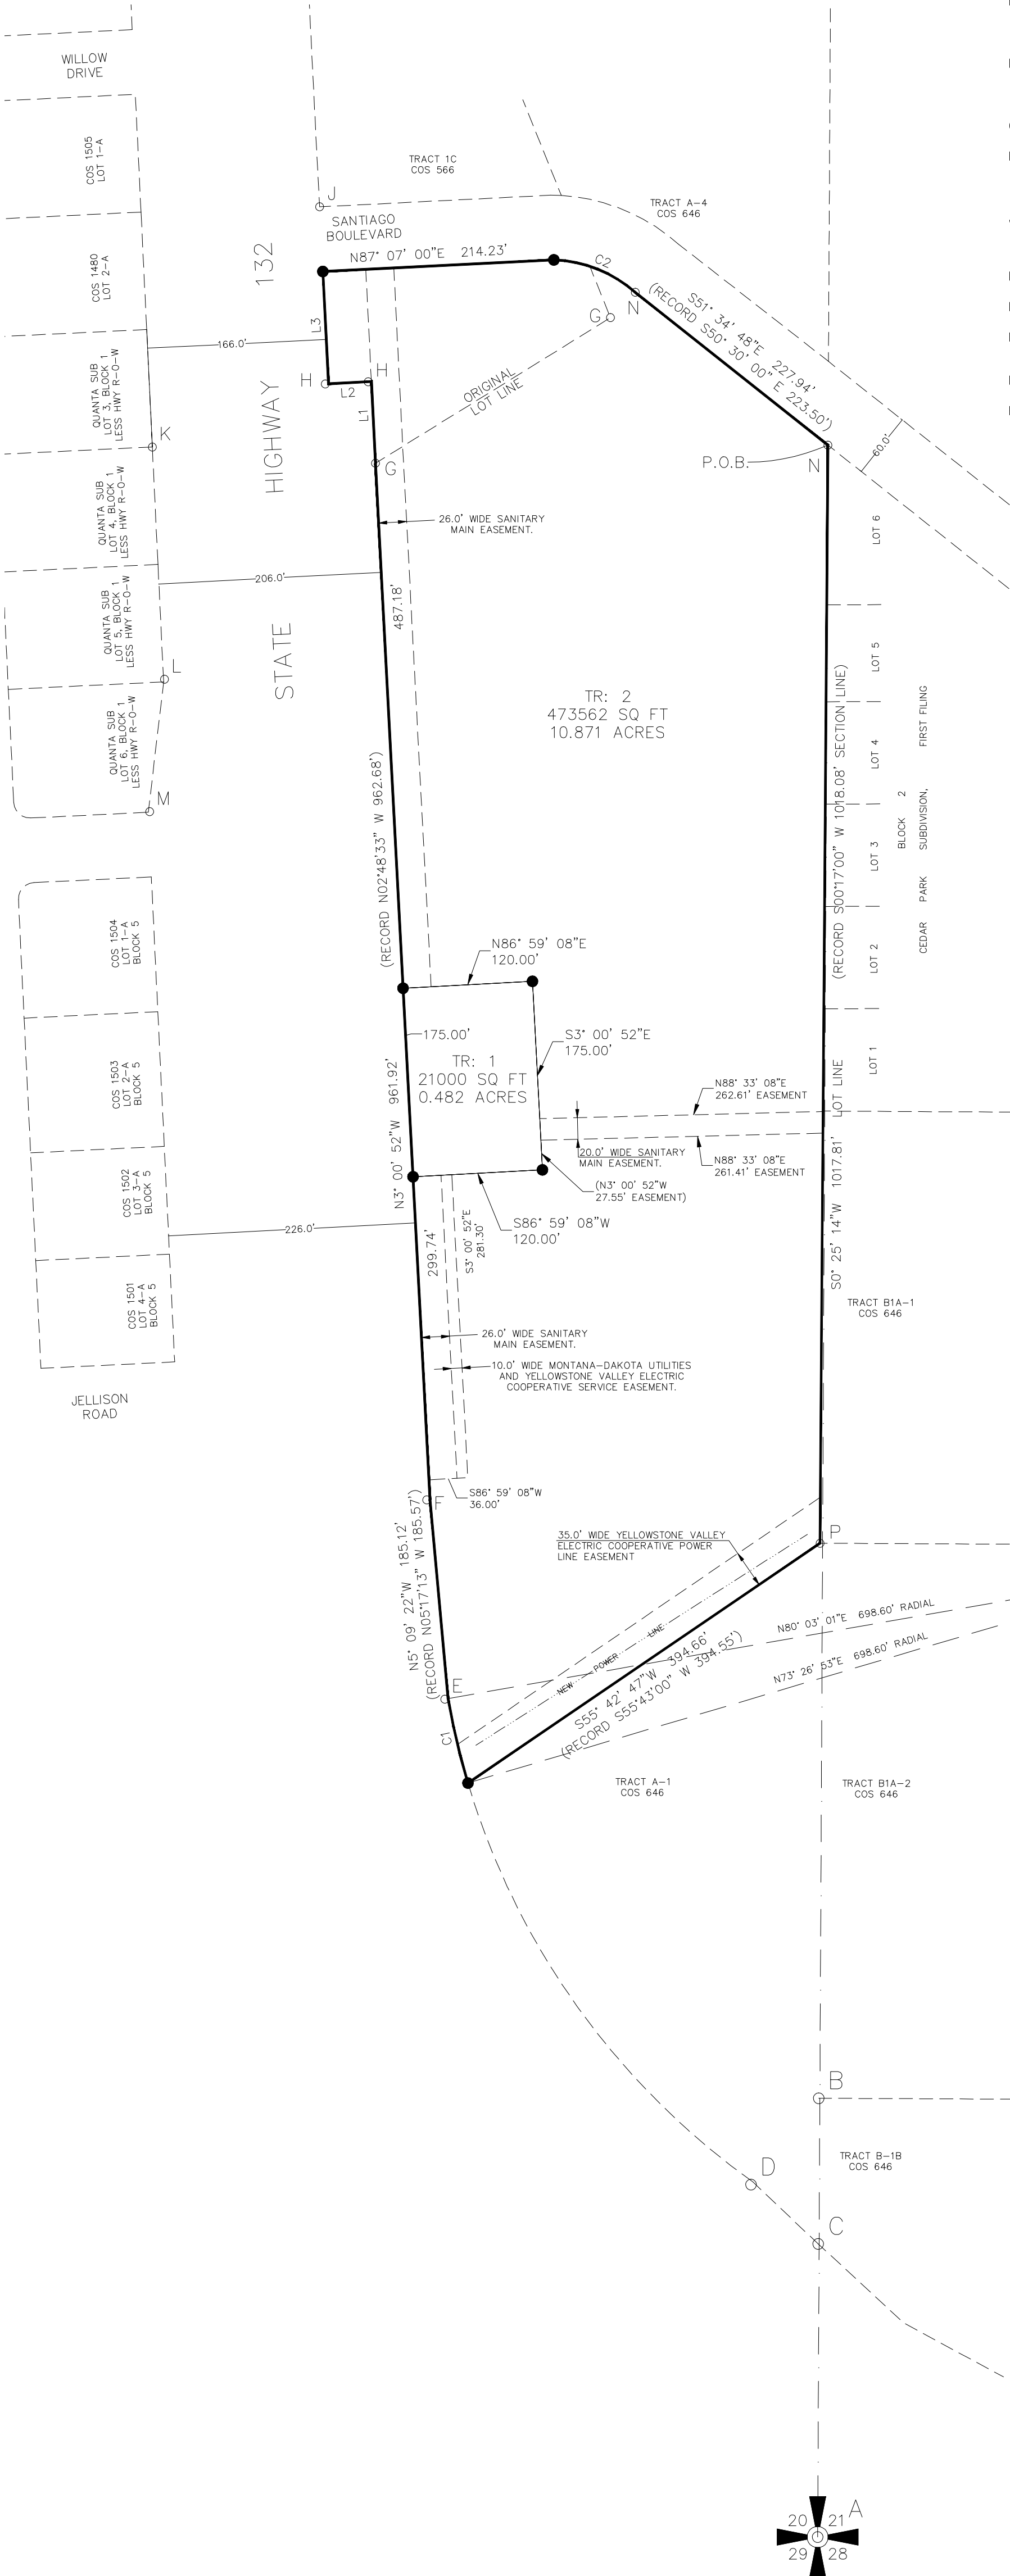 WILLOW
DRIVE
COS 1505
LOT 1-A
TRACT 1C
COS 566
J
SANTIAGO
BOULEVARD
TRACT A-4
COS 646
N87° 07' 00"E 214.23'
C2
N
G
132
COS 1480
LOT 2-A
L3
166.0'
H
H
L2
L1
ORIGINAL
LOT LINE
S51° 34' 48"E 227.94'
(RECORD S50° 30' 00" E 223.50')
60.0'
QUANTA SUB
LOT 3, BLOCK 1
LESS HWY R-O-W
K
HIGHWAY
G
P.O.B.
N
QUANTA SUB
LOT 4, BLOCK 1
LESS HWY R-O-W
26.0' WIDE SANITARY
MAIN EASEMENT.
LOT 6
206.0'
487.18'
QUANTA SUB
LOT 5, BLOCK 1
LESS HWY R-O-W
L
STATE
LOT 5
TR: 2
473562 SQ FT
10.871 ACRES
QUANTA SUB
LOT 6, BLOCK 1
LESS HWY R-O-W
M
LOT 4
BLOCK 2
CEDAR PARK SUBDIVISION, FIRST FILING
LOT 3
(RECORD N02°48'33" W 962.68')
(RECORD S00°17'00" W 1018.08' SECTION LINE)
LOT 2
COS 1504
LOT 1-A
BLOCK 5
N86° 59' 08"E
120.00'
175.00'
S3° 00' 52"E
175.00'
TR: 1
21000 SQ FT
0.482 ACRES
LOT 1
COS 1503
LOT 2-A
BLOCK 5
N3° 00' 52"W 961.92'
N88° 33' 08"E
262.61' EASEMENT
LOT LINE
20.0' WIDE SANITARY
MAIN EASEMENT.
N88° 33' 08"E
261.41' EASEMENT
(N3° 00' 52"W
27.55' EASEMENT)
COS 1502
LOT 3-A
BLOCK 5
S86° 59' 08"W
120.00'
226.0'
299.74'
S3° 00' 52"E
281.30'
S0° 25' 14"W 1017.81'
COS 1501
LOT 4-A
BLOCK 5
TRACT B1A-1
COS 646
26.0' WIDE SANITARY
MAIN EASEMENT.
10.0' WIDE MONTANA-DAKOTA UTILITIES
AND YELLOWSTONE VALLEY ELECTRIC
COOPERATIVE SERVICE EASEMENT.
JELLISON
ROAD
S86° 59' 08"W
36.00'
F
N5° 09' 22"W 185.12'
(RECORD N05°17'13" W 185.57')
35.0' WIDE YELLOWSTONE VALLEY
ELECTRIC COOPERATIVE POWER
LINE EASEMENT
P
N80° 03' 01"E 698.60' RADIAL
N73° 26' 53"E 698.60' RADIAL
NEW POWER LINE
S55° 42' 47"W 394.66'
(RECORD S55°43'00" W 394.55')
E
C1
TRACT A-1
COS 646
TRACT B1A-2
COS 646
B
TRACT B-1B
COS 646
D
C
A
20 21
29 28